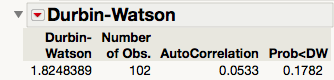 Durbin-Watson
Durbin- Number
Watson of Obs. AutoCorrelation Prob<DW
1.8248389 102 0.0533 0.1782